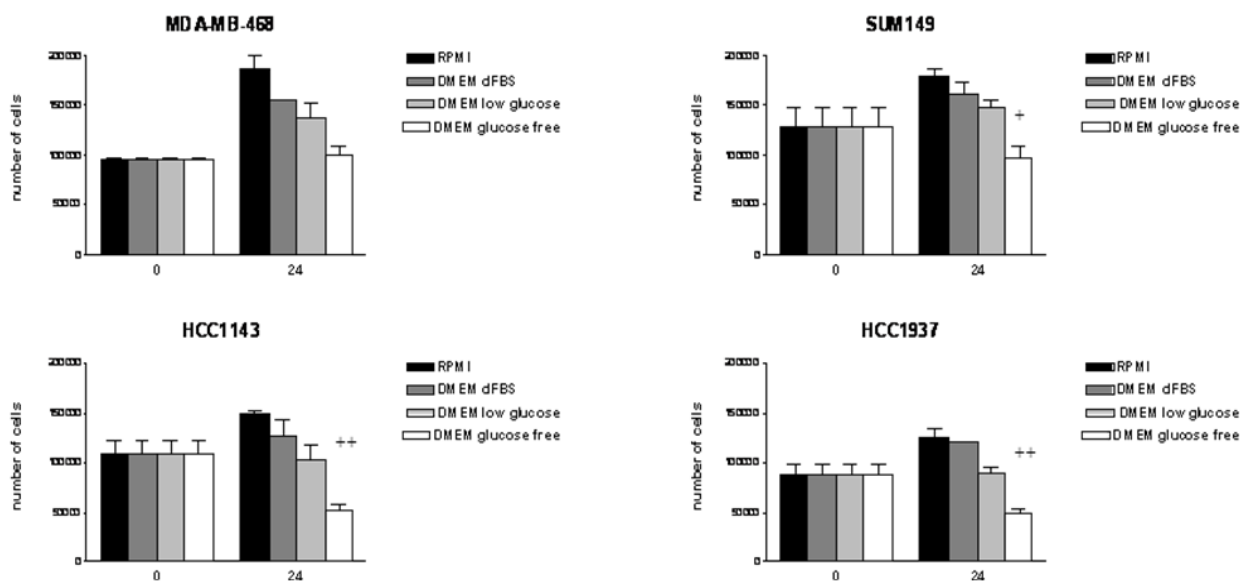 MDA-MB-468
200000
150000
100000
50000
0
number of cells
0 24
RPMI
DMEM dFBS
DMEM low glucose
DMEM glucose free
SUM149
200000
150000
100000
50000
0
number of cells
+
0 24
RPMI
DMEM dFBS
DMEM low glucose
DMEM glucose free
HCC1143
200000
150000
100000
50000
0
number of cells
++
0 24
RPMI
DMEM dFBS
DMEM low glucose
DMEM glucose free
HCC1937
200000
150000
100000
50000
0
number of cells
++
0 24
RPMI
DMEM dFBS
DMEM low glucose
DMEM glucose free